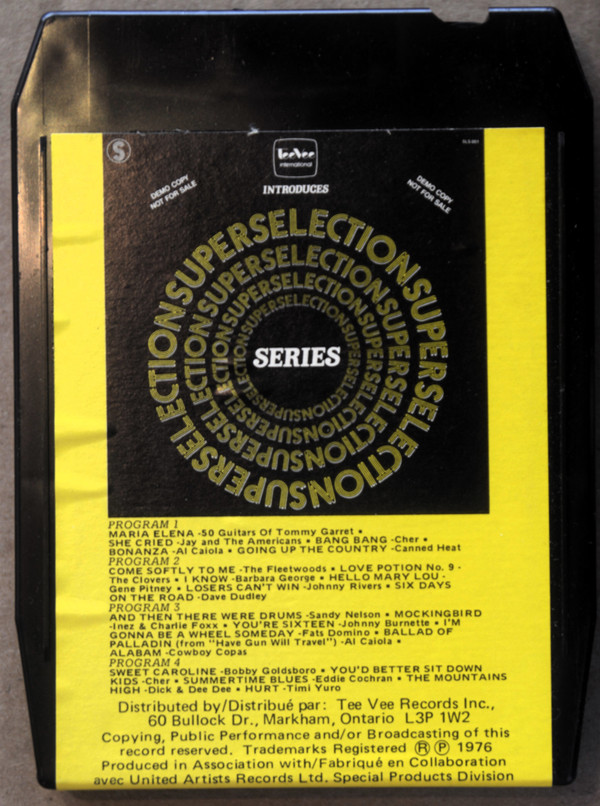 S
TeeVee
international
INTRODUCES
DEMO COPY
NOT FOR SALE
DEMO COPY
NOT FOR SALE
SUPERSELECTIONSUPERSELECTIONSUPERSELECTION
SUPERSELECTIONSUPERSELECTIONSUPERSELECTION
SUPERSELECTIONSUPERSELECTIONSUPERSELECTION
SUPERSELECTIONSUPERSELECTIONSUPERSELECTION
SERIES
PROGRAM 1
MARIA ELENA -50 Guitars Of Tommy Garret •
SHE CRIED -Jay and The Americans • BANG BANG -Cher •
BONANZA -Al Caiola • GOING UP THE COUNTRY -Canned Heat
PROGRAM 2
COME SOFTLY TO ME -The Fleetwoods • LOVE POTION No. 9 -
The Clovers • I KNOW -Barbara George • HELLO MARY LOU -
Gene Pitney • LOSERS CAN'T WIN -Johnny Rivers • SIX DAYS
ON THE ROAD -Dave Dudley
PROGRAM 3
AND THEN THERE WERE DRUMS -Sandy Nelson • MOCKINGBIRD
-Inez & Charlie Foxx • YOU'RE SIXTEEN -Johnny Burnette • I'M
GONNA BE A WHEEL SOMEDAY -Fats Domino • BALLAD OF
PALLADIN (from "Have Gun Will Travel") -Al Caiola •
ALABAM -Cowboy Copas
PROGRAM 4
SWEET CAROLINE -Bobby Goldsboro • YOU'D BETTER SIT DOWN
KIDS -Cher • SUMMERTIME BLUES -Eddie Cochran • THE MOUNTAINS
HIGH -Dick & Dee Dee • HURT -Timi Yuro
Distributed by/Distribué par: Tee Vee Records Inc.,
60 Bullock Dr., Markham, Ontario L3P 1W2
Copying, Public Performance and/or Broadcasting of this
record reserved. Trademarks Registered Ⓡ Ⓟ 1976
Produced in Association with/Fabriqué en Collaboration
avec United Artists Records Ltd. Special Products Division